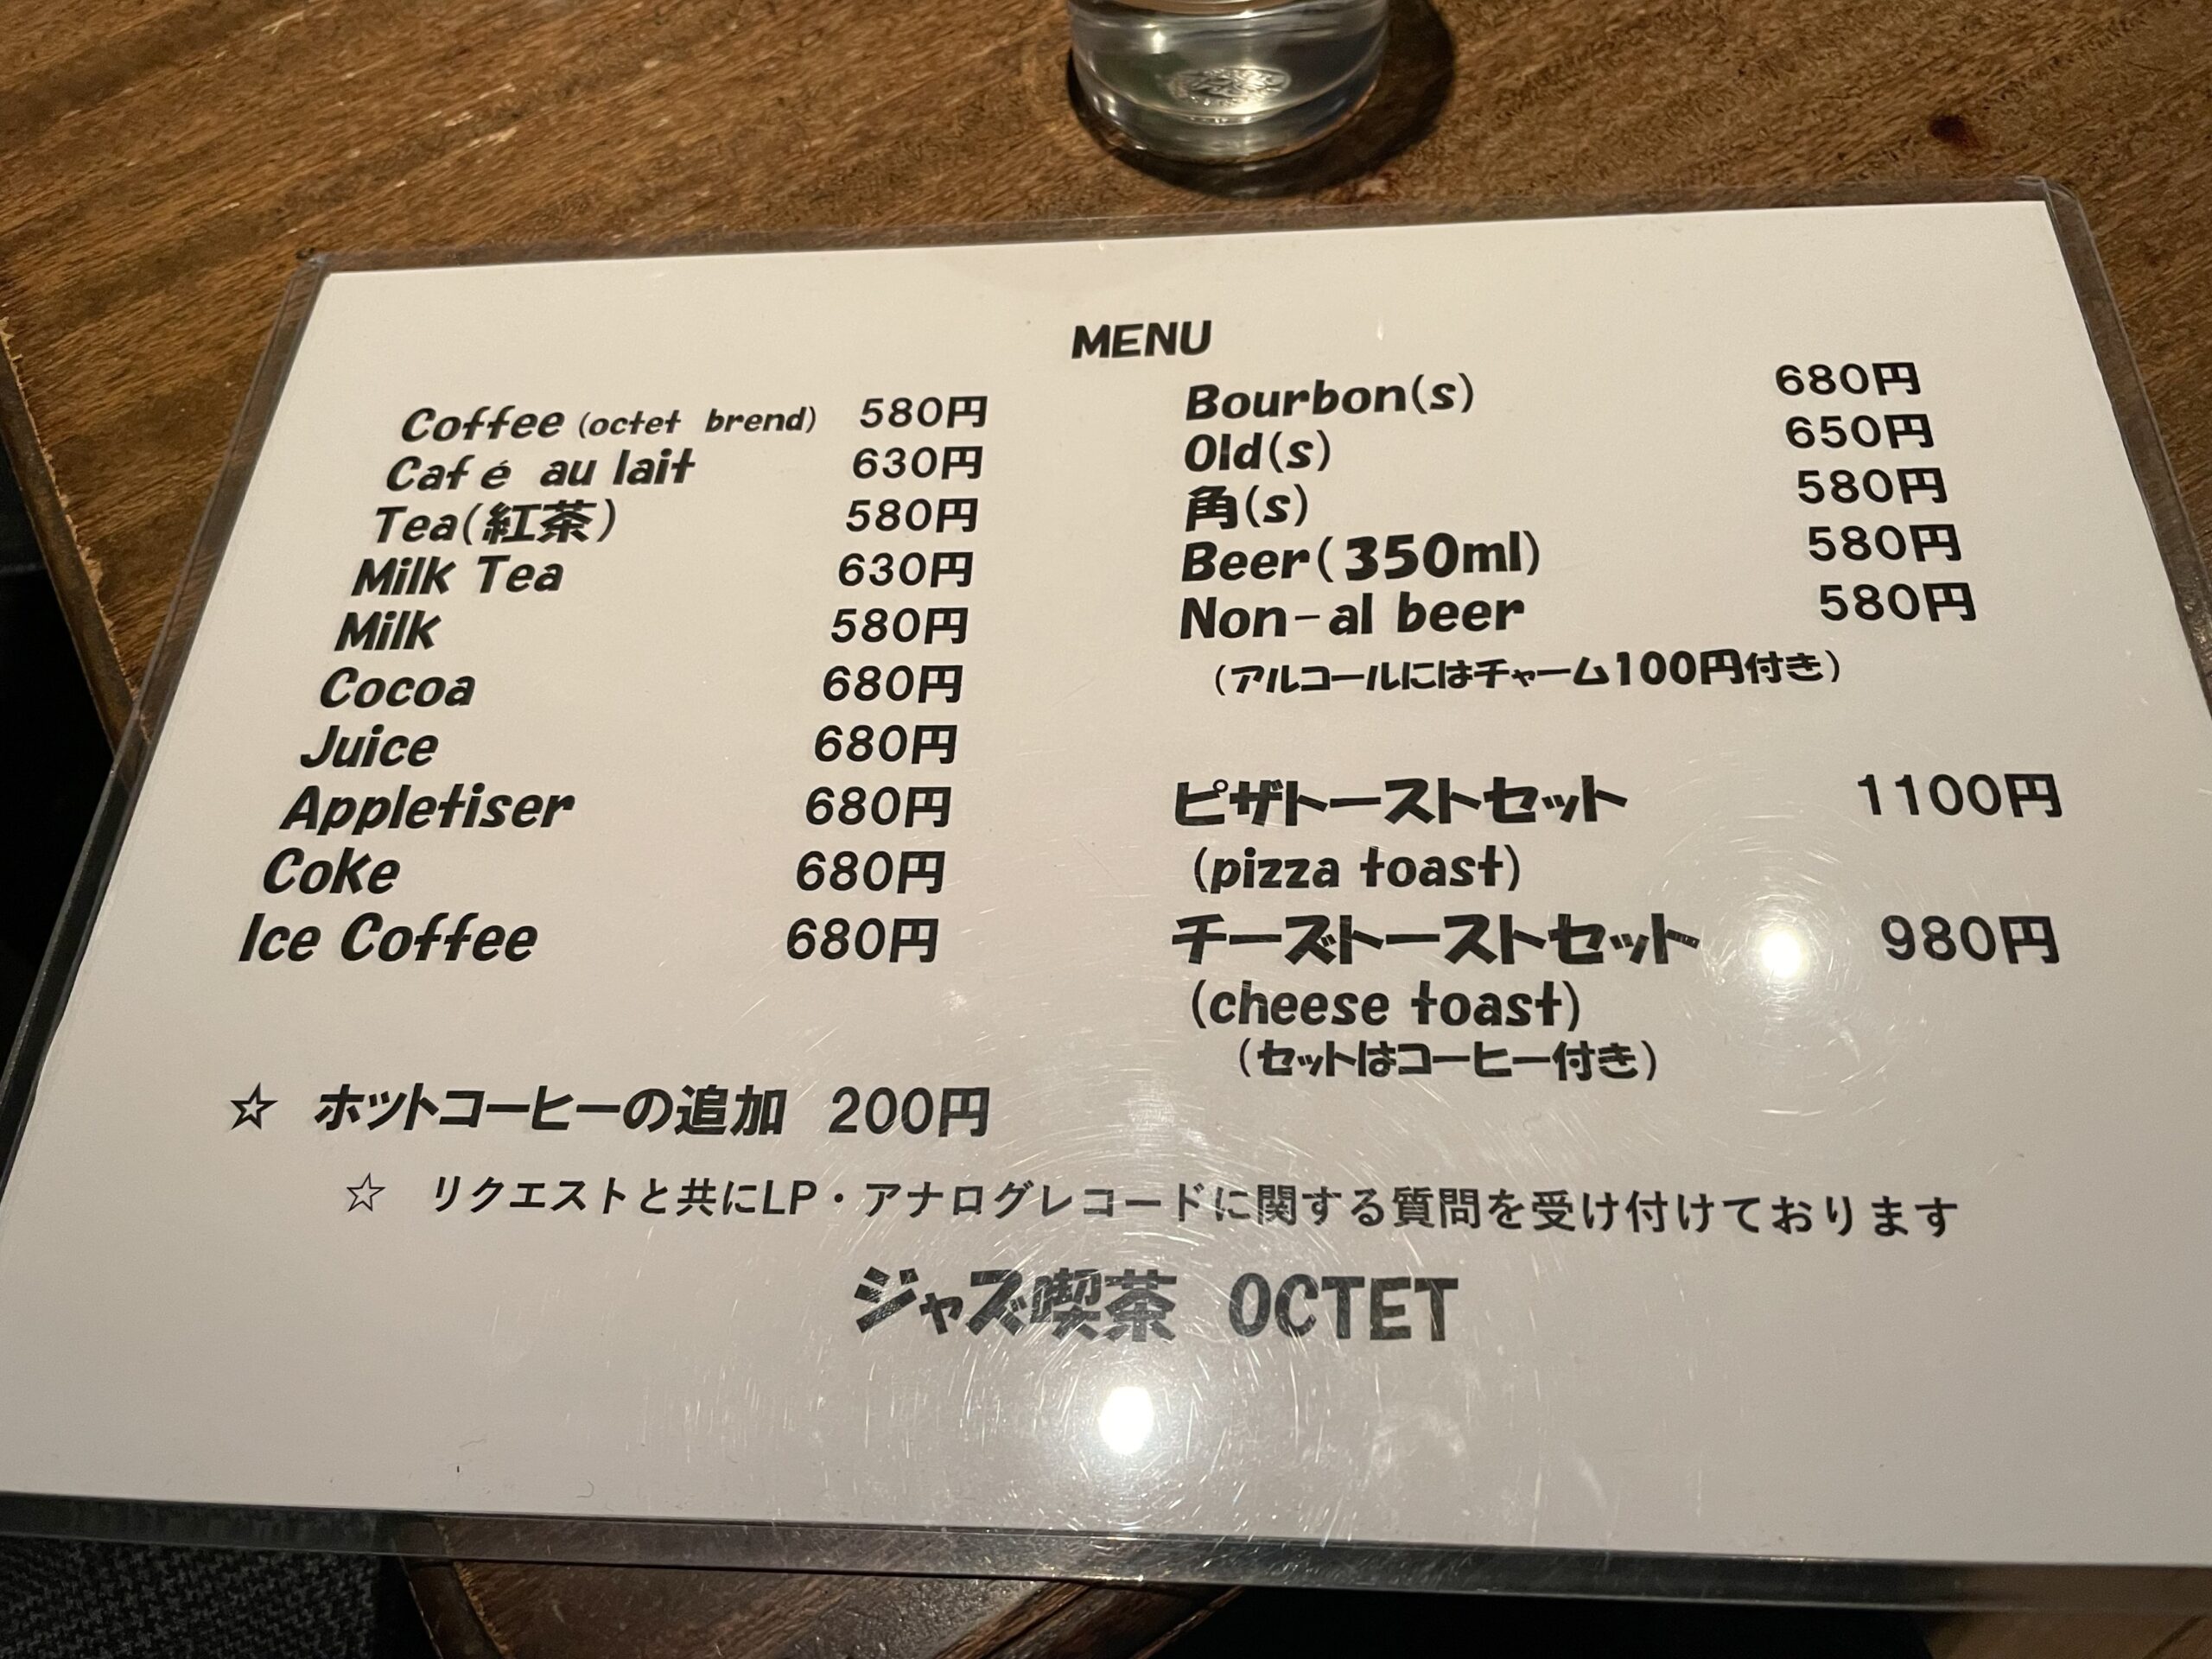 MENU
Coffee (octet brend) 580円
Café au lait 630円
Tea(紅茶) 580円
Milk Tea 630円
Milk 580円
Cocoa 680円
Juice 680円
Appletiser 680円
Coke 680円
Ice Coffee 680円
☆ ホットコーヒーの追加 200円
Bourbon(s) 680円
Old(s) 650円
角(s) 580円
Beer(350ml) 580円
Non-al beer 580円
(アルコールにはチャーム100円付き)
ピザトーストセット 1100円
(pizza toast)
チーズトーストセット 980円
(cheese toast)
(セットはコーヒー付き)
☆ リクエストと共にLP・アナログレコードに関する質問を受け付けております
ジャズ喫茶 OCTET